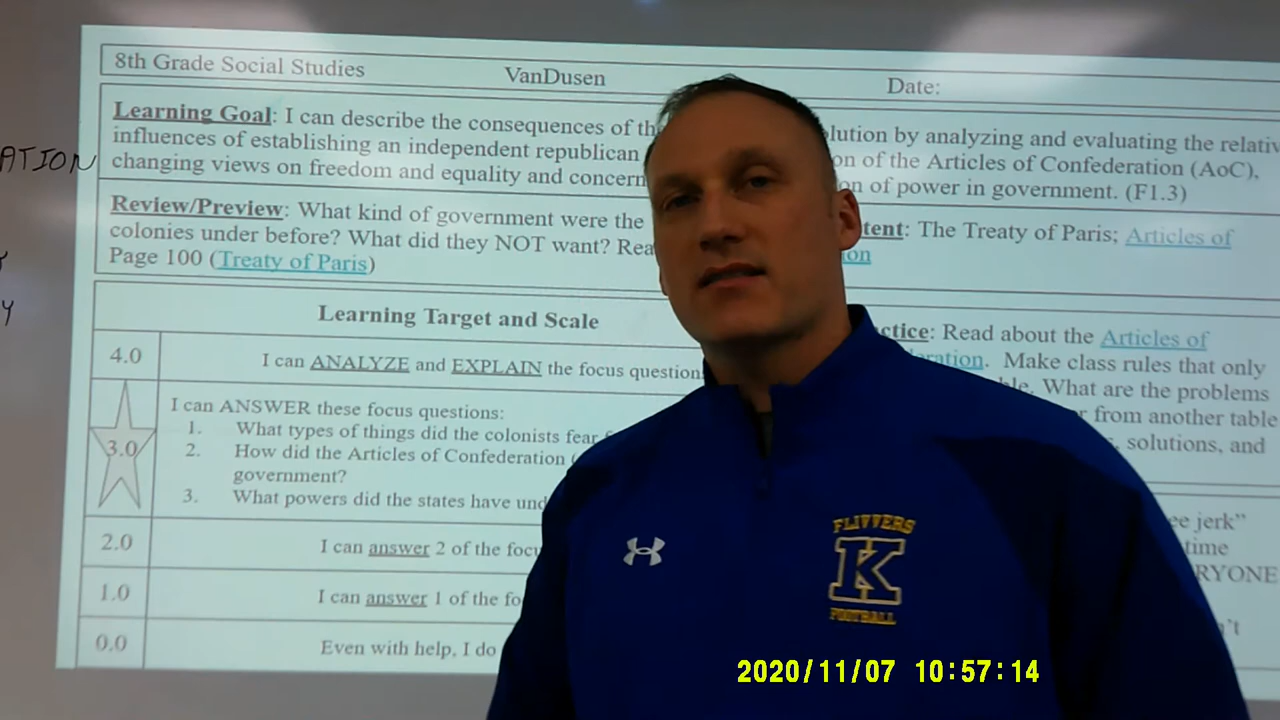 8th Grade Social Studies VanDusen Date:
Learning Goal: I can describe the consequences of th lution by analyzing and evaluating the relativ
influences of establishing an independent republican on of the Articles of Confederation (AoC),
changing views on freedom and equality and concern n of power in government. (F1.3)
ATION
Review/Preview: What kind of government were the
colonies under before? What did they NOT want? Rea
Page 100 (Treaty of Paris)
tent: The Treaty of Paris; Articles of
ion
Y
Learning Target and Scale
4.0 I can ANALYZE and EXPLAIN the focus question
3.0 I can ANSWER these focus questions:
1. What types of things did the colonists fear
2. How did the Articles of Confederation (
government?
3. What powers did the states have und
2.0 I can answer 2 of the focu
1.0 I can answer 1 of the fo
0.0 Even with help, I do
ctice: Read about the Articles of
eration. Make class rules that only
le. What are the problems
r from another table
, solutions, and
ee jerk"
time
RYONE
't
FLIVVERS
K
FOOTBALL
2020/11/07 10:57:14